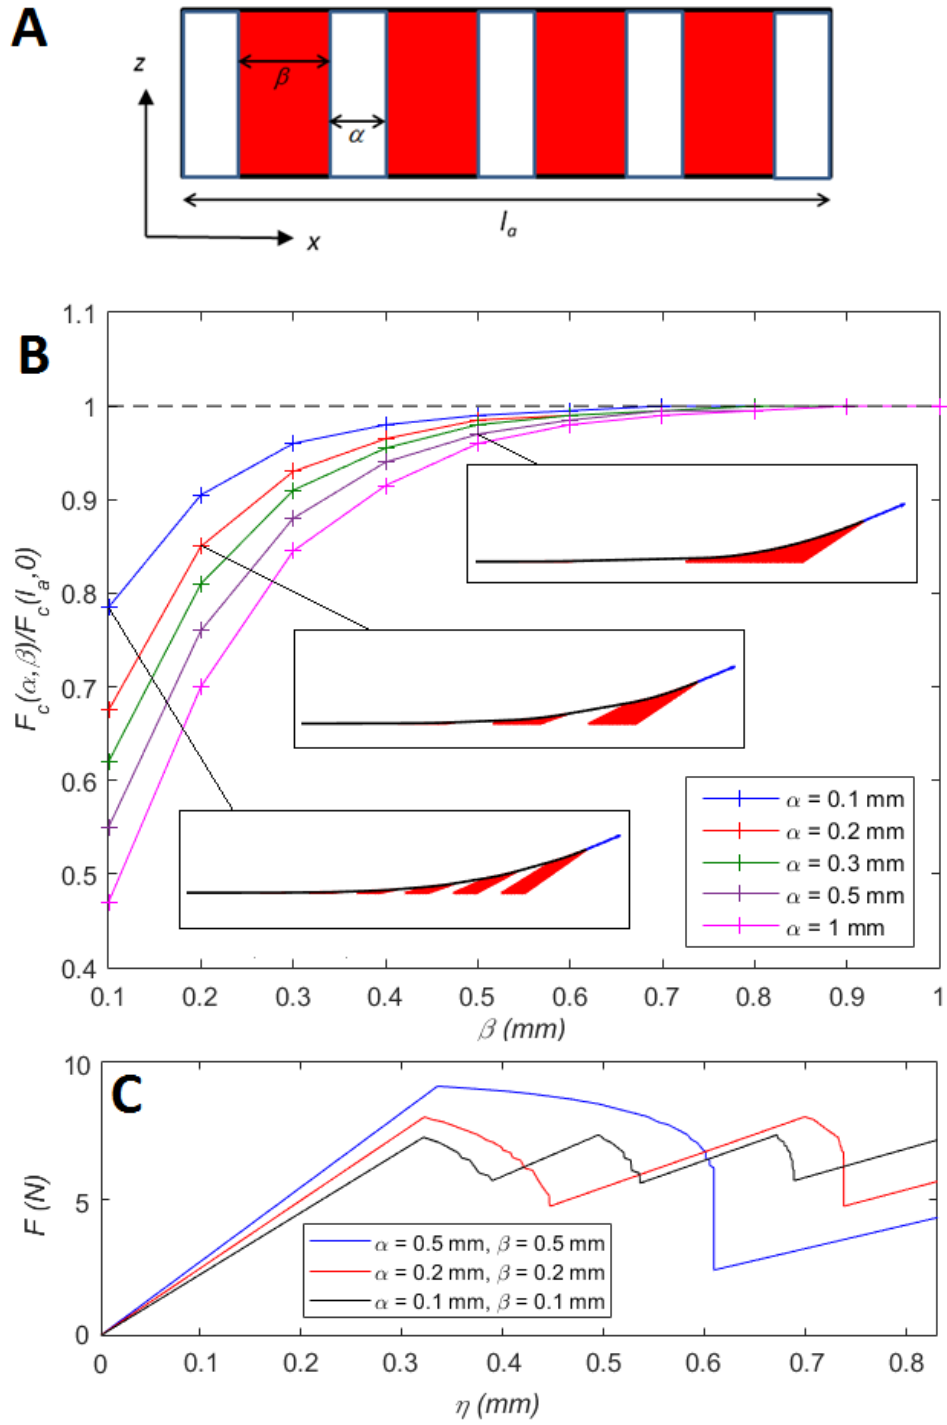 A
z
β
α
l_a
x
B
1.1
1
0.9
0.8
0.7
0.6
0.5
0.4
F_c(α,β)/F_c(l_a,0)
α = 0.1 mm
α = 0.2 mm
α = 0.3 mm
α = 0.5 mm
α = 1 mm
0.1 0.2 0.3 0.4 0.5 0.6 0.7 0.8 0.9 1
β (mm)
C
10
5
0
F (N)
α = 0.5 mm, β = 0.5 mm
α = 0.2 mm, β = 0.2 mm
α = 0.1 mm, β = 0.1 mm
0 0.1 0.2 0.3 0.4 0.5 0.6 0.7 0.8
η (mm)